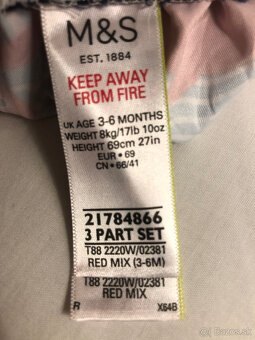 M&S
EST. 1884
KEEP AWAY
FROM FIRE
UK AGE 3-6 MONTHS
WEIGHT 8kg/17lb 10oz
HEIGHT 69cm 27in
EUR • 69
CN • 66/41
21784866
3 PART SET
T88 2220W/02381
RED MIX (3-6M)
T88 2220W/02381
RED MIX
R X64B
bazar.sk